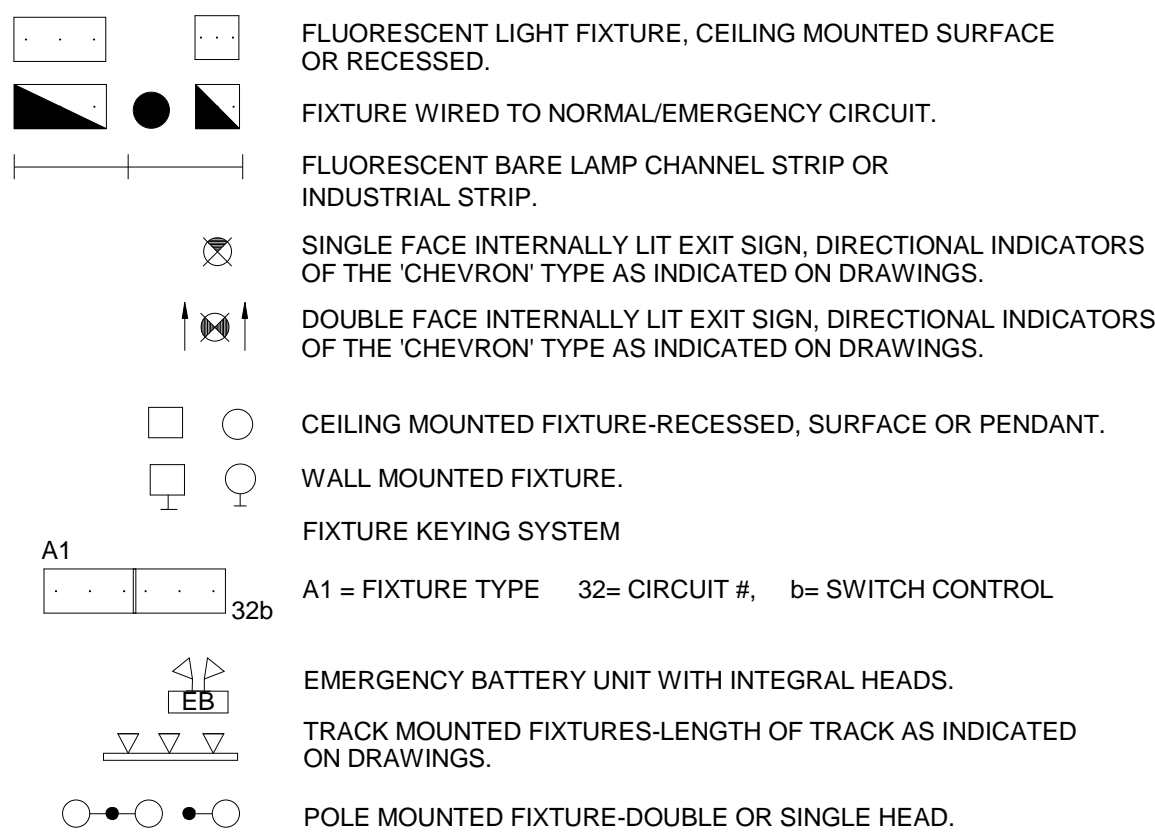 FLUORESCENT LIGHT FIXTURE, CEILING MOUNTED SURFACE
OR RECESSED.
FIXTURE WIRED TO NORMAL/EMERGENCY CIRCUIT.
FLUORESCENT BARE LAMP CHANNEL STRIP OR
INDUSTRIAL STRIP.
SINGLE FACE INTERNALLY LIT EXIT SIGN, DIRECTIONAL INDICATORS
OF THE 'CHEVRON' TYPE AS INDICATED ON DRAWINGS.
DOUBLE FACE INTERNALLY LIT EXIT SIGN, DIRECTIONAL INDICATORS
OF THE 'CHEVRON' TYPE AS INDICATED ON DRAWINGS.
CEILING MOUNTED FIXTURE-RECESSED, SURFACE OR PENDANT.
WALL MOUNTED FIXTURE.
FIXTURE KEYING SYSTEM
A1
A1 = FIXTURE TYPE 32= CIRCUIT #, b= SWITCH CONTROL
32b
EB
EMERGENCY BATTERY UNIT WITH INTEGRAL HEADS.
TRACK MOUNTED FIXTURES-LENGTH OF TRACK AS INDICATED
ON DRAWINGS.
POLE MOUNTED FIXTURE-DOUBLE OR SINGLE HEAD.